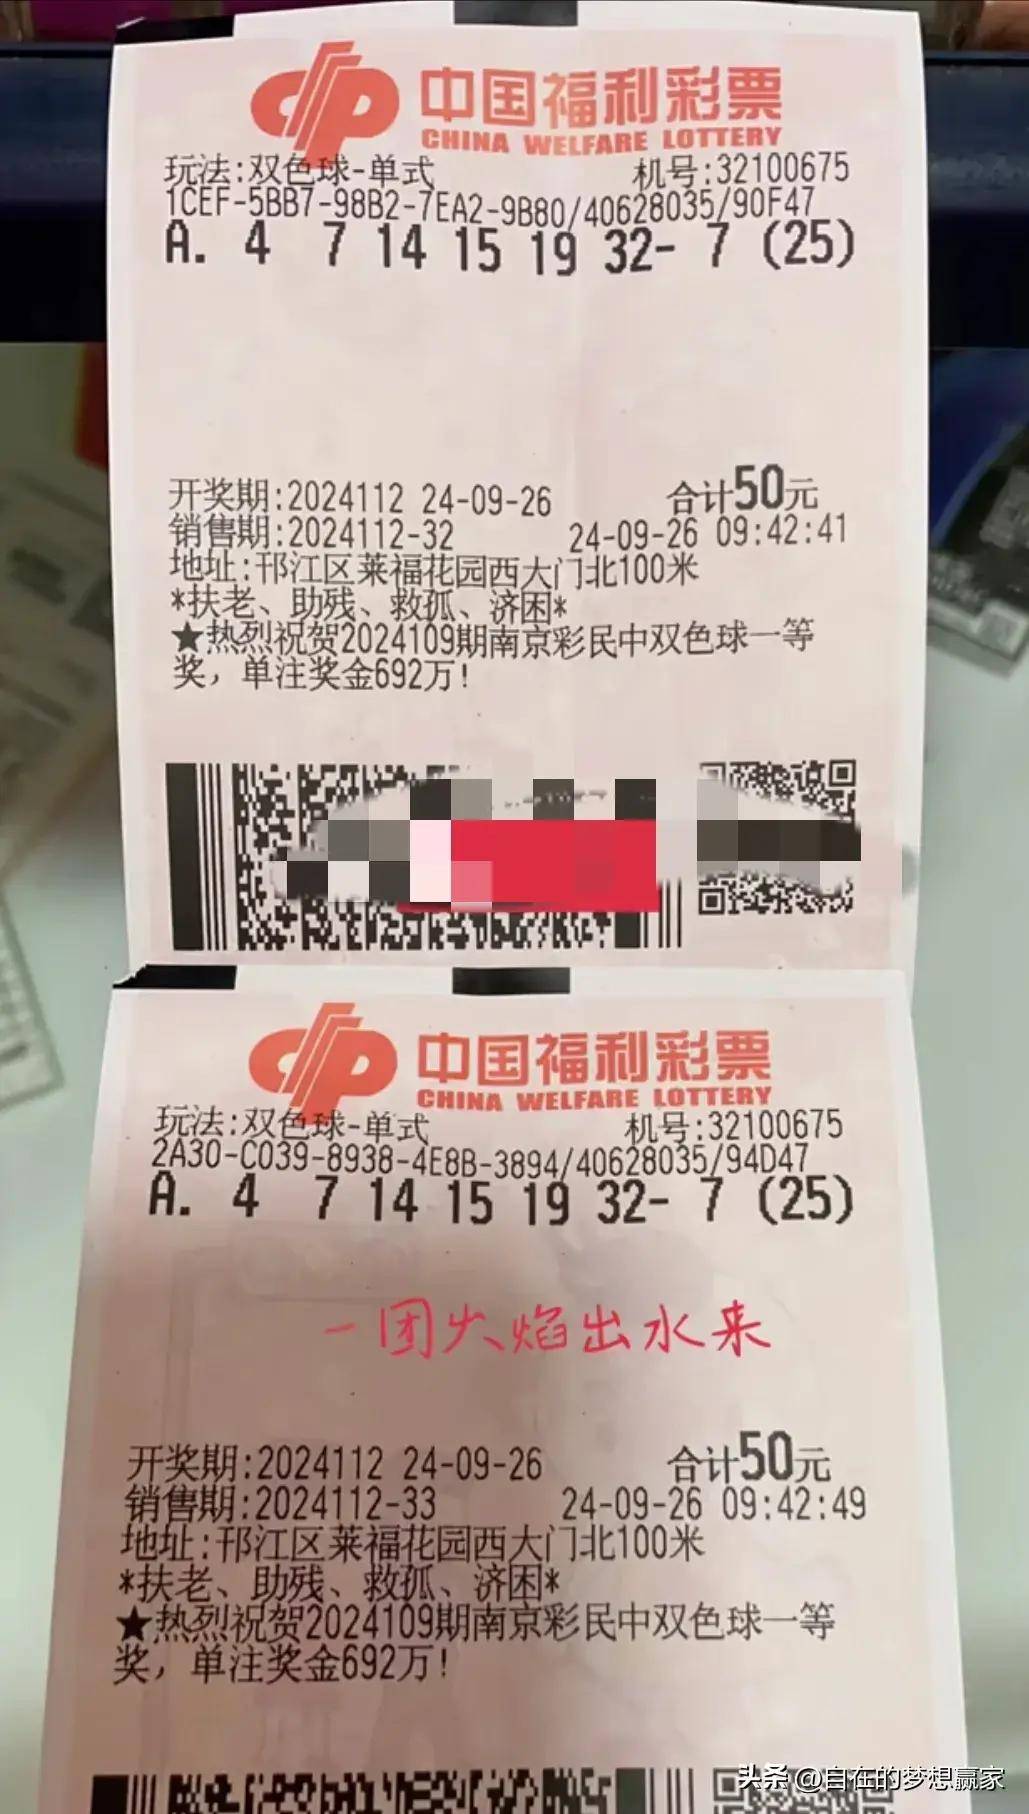 中国福利彩票
CHINA WELFARE LOTTERY
玩法:双色球-单式 机号:32100675
1CEF-5BB7-98B2-7EA2-9B80/40628035/90F47
A. 4 7 14 15 19 32- 7 (25)
开奖期:2024112 24-09-26 合计50元
销售期:2024112-32 24-09-26 09:42:41
地址:邗江区莱福花园西大门北100米
*扶老、助残、救孤、济困*
★热烈祝贺2024109期南京彩民中双色球一等
奖，单注奖金692万!
中国福利彩票
CHINA WELFARE LOTTERY
玩法:双色球-单式 机号:32100675
2A30-C039-8938-4E8B-3894/40628035/94D47
A. 4 7 14 15 19 32- 7 (25)
一团火焰出水来
开奖期:2024112 24-09-26 合计50元
销售期:2024112-33 24-09-26 09:42:49
地址:邗江区莱福花园西大门北100米
*扶老、助残、救孤、济困*
★热烈祝贺2024109期南京彩民中双色球一等
奖，单注奖金692万!
头条 @自在的梦想赢家